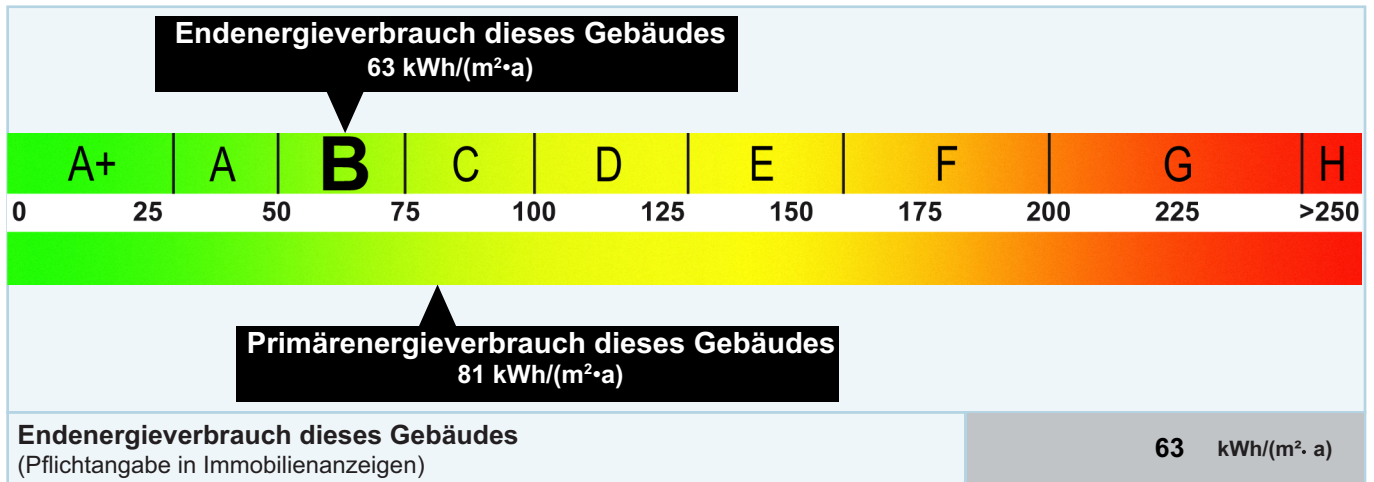 Endenergieverbrauch dieses Gebäudes
63 kWh/(m²•a)
A+ A B C D E F G H
0 25 50 75 100 125 150 175 200 225 >250
Primärenergieverbrauch dieses Gebäudes
81 kWh/(m²•a)
Endenergieverbrauch dieses Gebäudes
(Pflichtangabe in Immobilienanzeigen)
63 kWh/(m²· a)